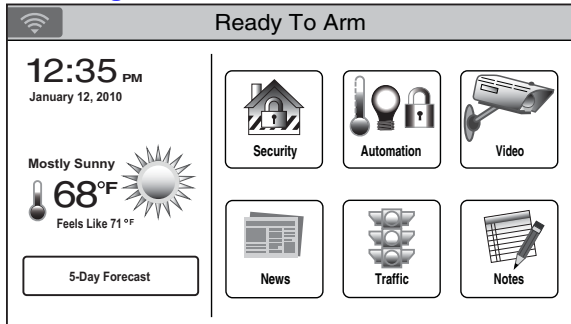 Ready To Arm
12:35 PM
January 12, 2010
Mostly Sunny
68°F
Feels Like 71 °F
5-Day Forecast
Security
Automation
Video
News
Traffic
Notes